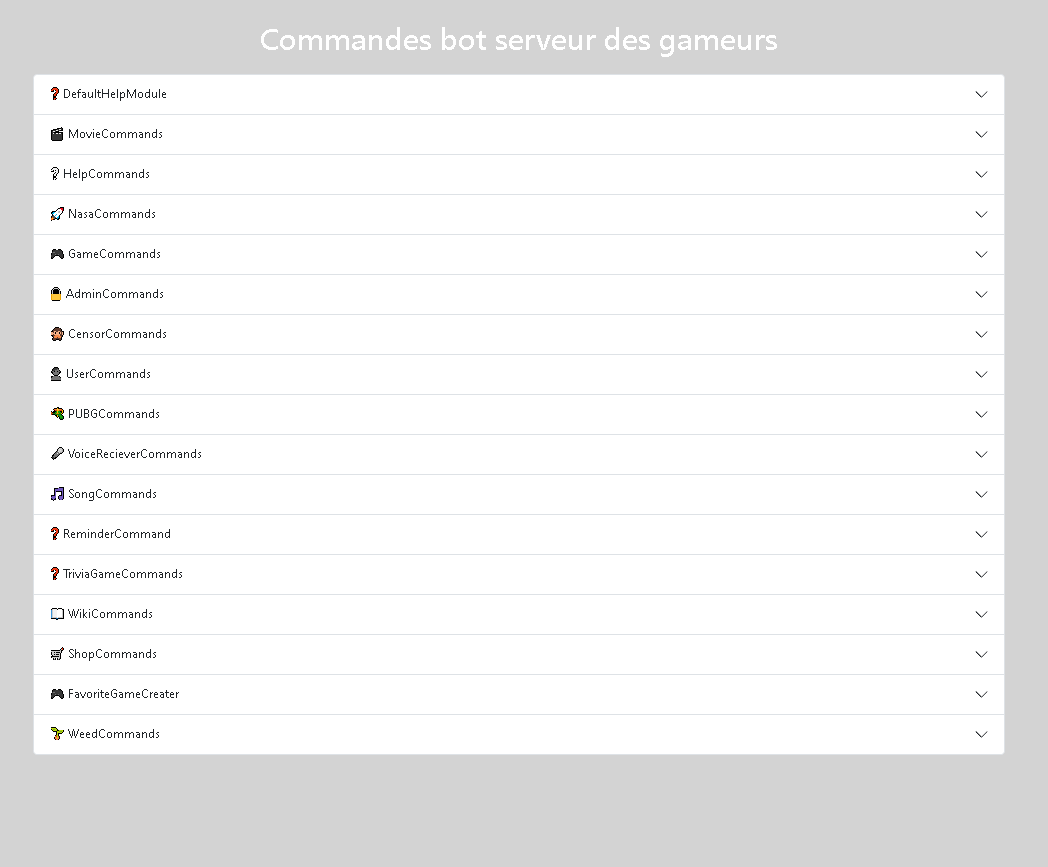 Commandes bot serveur des gameurs
❓ DefaultHelpModule
🎬 MovieCommands
❔ HelpCommands
🚀 NasaCommands
🎮 GameCommands
🔒 AdminCommands
🙊 CensorCommands
👤 UserCommands
🔫 PUBGCommands
🎤 VoiceRecieverCommands
🎵 SongCommands
❓ ReminderCommand
❓ TriviaGameCommands
📖 WikiCommands
🛒 ShopCommands
🎮 FavoriteGameCreater
🌱 WeedCommands